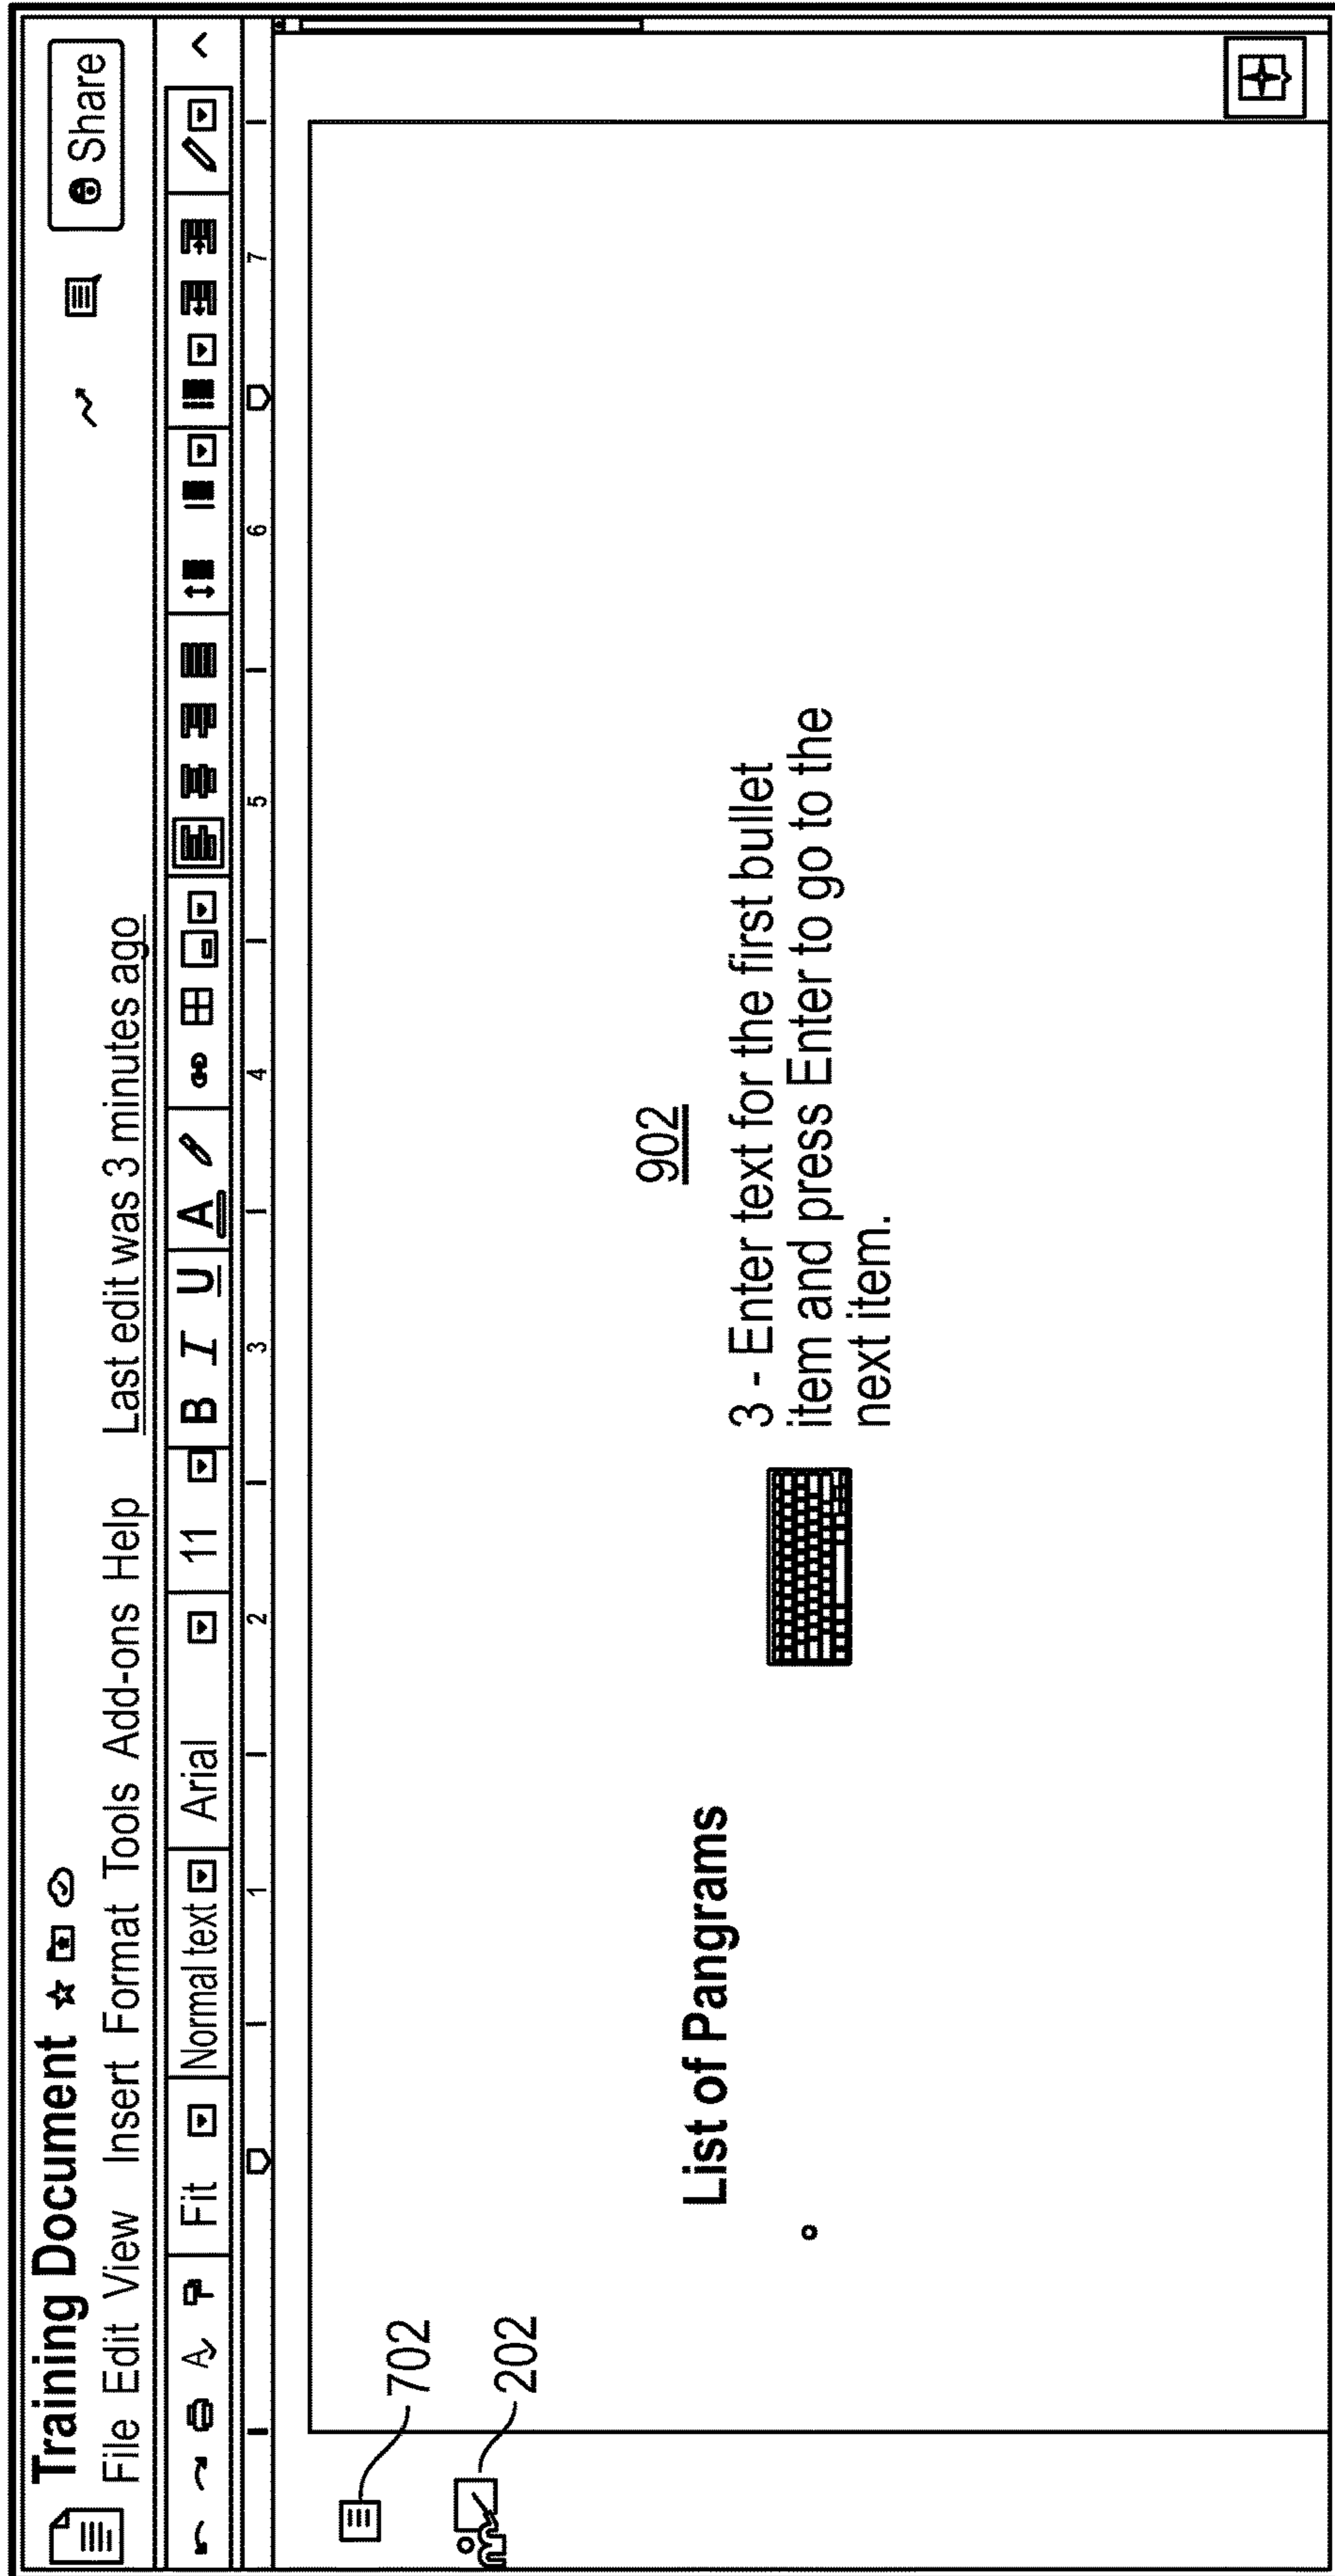 Training Document
Share
File Edit View Insert Format Tools Add-ons Help Last edit was 3 minutes ago
Fit Normal text Arial 11 B I U A
1 2 3 4 5 6 7
702
202
902
List of Pangrams
3 - Enter text for the first bullet
item and press Enter to go to the
next item.